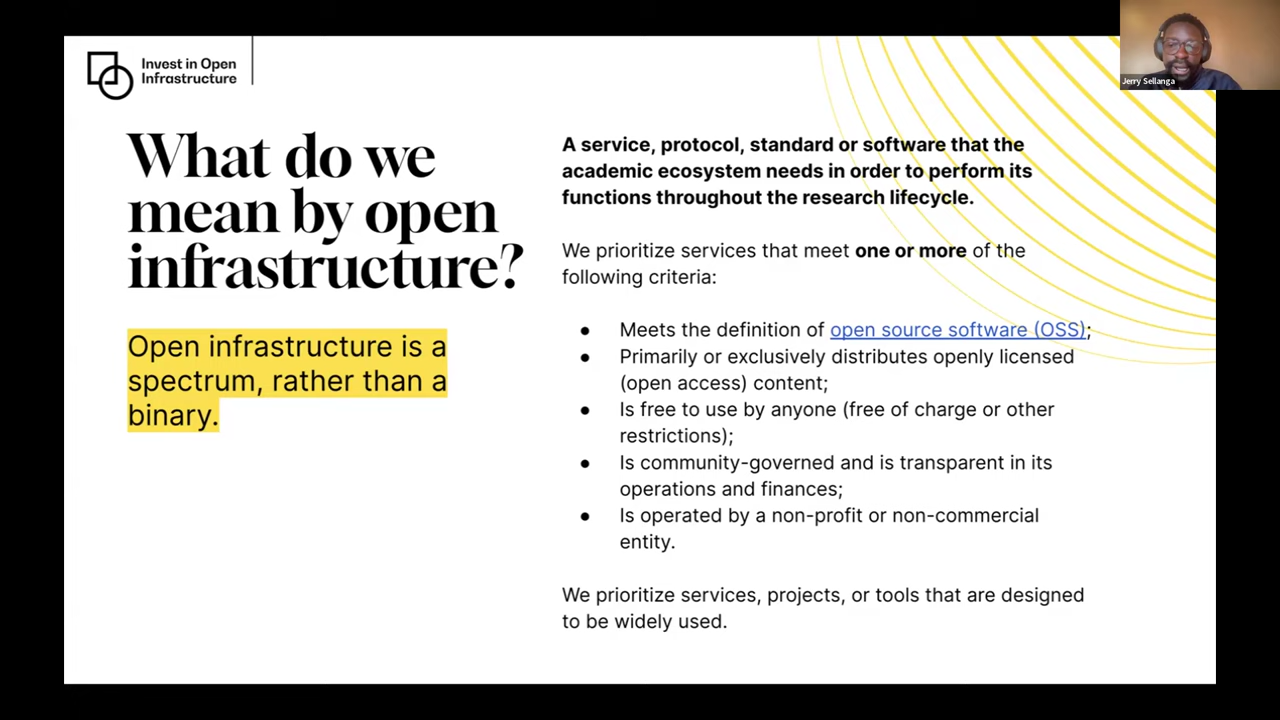 Invest in Open
Infrastructure
What do we
mean by open
infrastructure?
Open infrastructure is a
spectrum, rather than a
binary.
A service, protocol, standard or software that the
academic ecosystem needs in order to perform its
functions throughout the research lifecycle.
We prioritize services that meet one or more of the
following criteria:
● Meets the definition of open source software (OSS);
● Primarily or exclusively distributes openly licensed
(open access) content;
● Is free to use by anyone (free of charge or other
restrictions);
● Is community-governed and is transparent in its
operations and finances;
● Is operated by a non-profit or non-commercial
entity.
We prioritize services, projects, or tools that are designed
to be widely used.
Jerry Sellanga